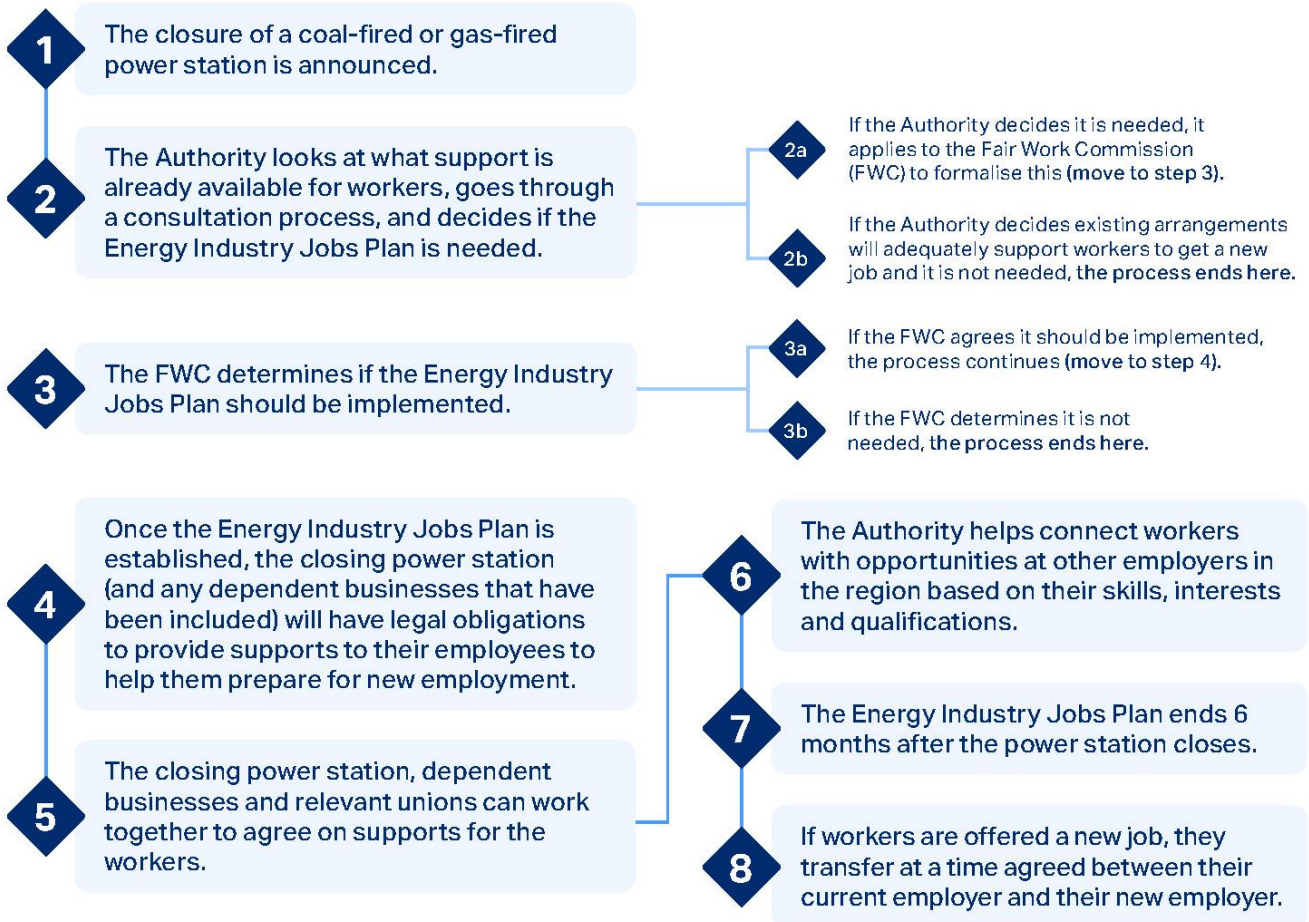 1
The closure of a coal-fired or gas-fired
power station is announced.
2
The Authority looks at what support is
already available for workers, goes through
a consultation process, and decides if the
Energy Industry Jobs Plan is needed.
2a
If the Authority decides it is needed, it
applies to the Fair Work Commission
(FWC) to formalise this (move to step 3).
2b
If the Authority decides existing arrangements
will adequately support workers to get a new
job and it is not needed, the process ends here.
3
The FWC determines if the Energy Industry
Jobs Plan should be implemented.
3a
If the FWC agrees it should be implemented,
the process continues (move to step 4).
3b
If the FWC determines it is not
needed, the process ends here.
4
Once the Energy Industry Jobs Plan is
established, the closing power station
(and any dependent businesses that have
been included) will have legal obligations
to provide supports to their employees to
help them prepare for new employment.
5
The closing power station, dependent
businesses and relevant unions can work
together to agree on supports for the
workers.
6
The Authority helps connect workers
with opportunities at other employers in
the region based on their skills, interests
and qualifications.
7
The Energy Industry Jobs Plan ends 6
months after the power station closes.
8
If workers are offered a new job, they
transfer at a time agreed between their
current employer and their new employer.